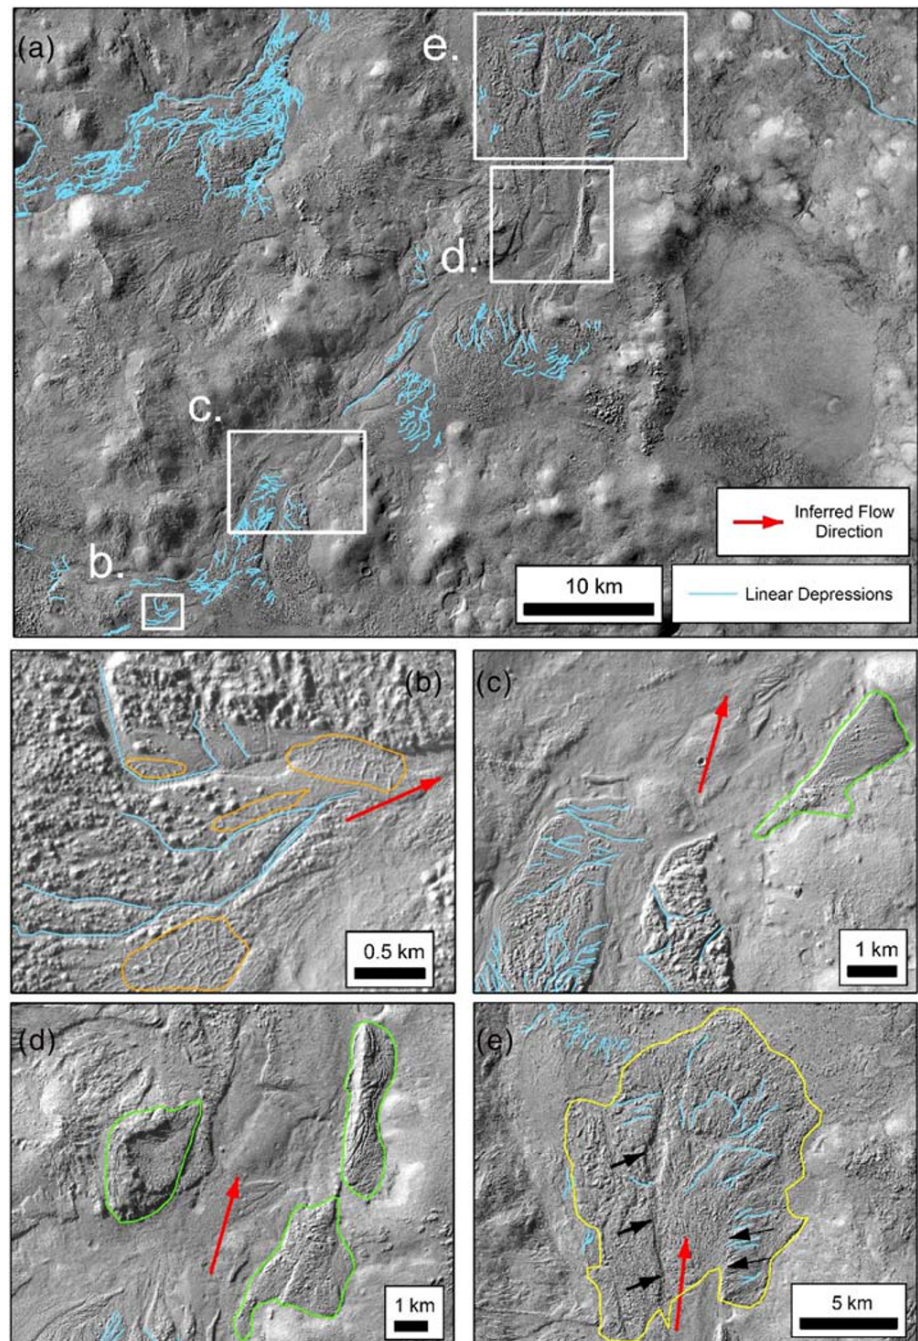 (a)
e.
d.
c.
b.
Inferred Flow
Direction
10 km
Linear Depressions
(b)
0.5 km
(c)
1 km
(d)
1 km
(e)
5 km